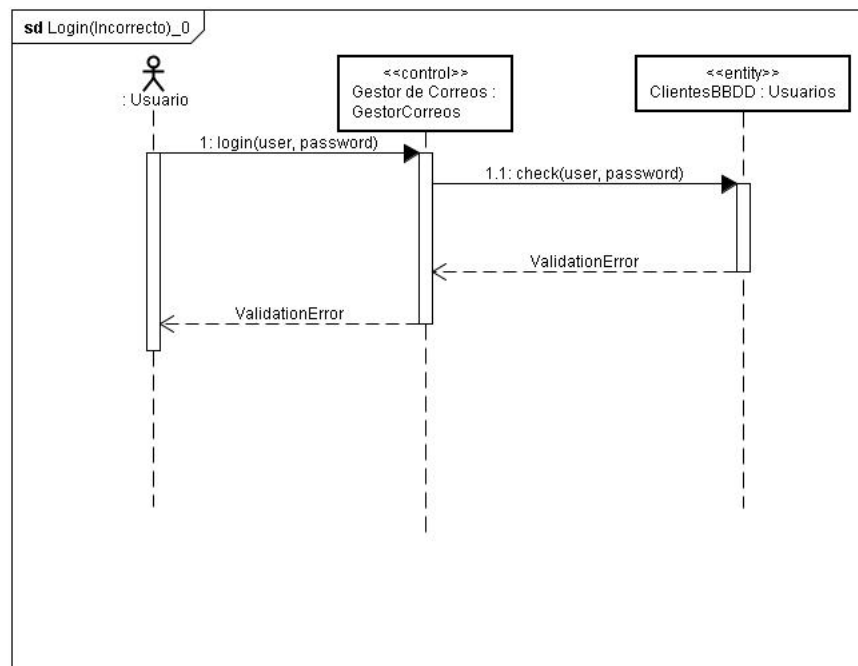 sd Login(Incorrecto)_0
: Usuario
<<control>>
Gestor de Correos :
GestorCorreos
<<entity>>
ClientesBBDD : Usuarios
1: login(user, password)
1.1: check(user, password)
ValidationError
ValidationError